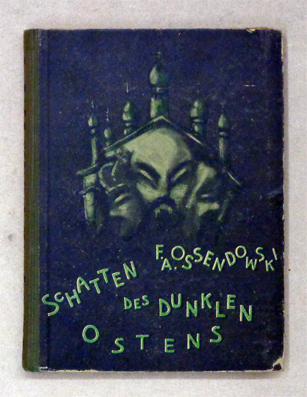 F. A. OSSENDOWSKI
SCHATTEN
DES DUNKLEN
OSTENS